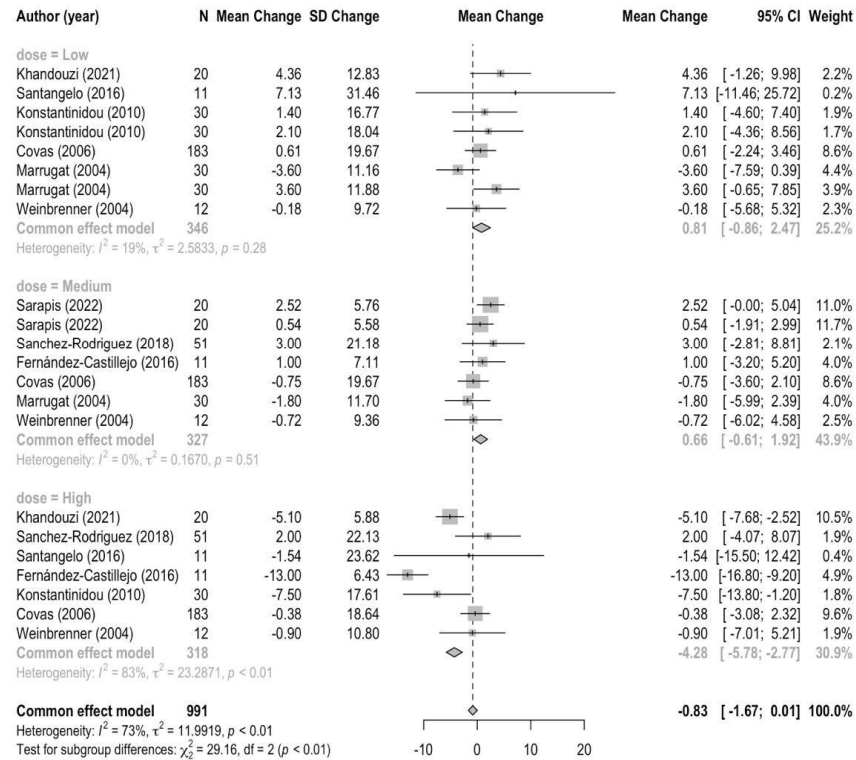 Author (year) N Mean Change SD Change Mean Change Mean Change 95% CI Weight
dose = Low
Khandouzi (2021) 20 4.36 12.83 4.36 [ -1.26; 9.98] 2.2%
Santangelo (2016) 11 7.13 31.46 7.13 [-11.46; 25.72] 0.2%
Konstantinidou (2010) 30 1.40 16.77 1.40 [ -4.60; 7.40] 1.9%
Konstantinidou (2010) 30 2.10 18.04 2.10 [ -4.36; 8.56] 1.7%
Covas (2006) 183 0.61 19.67 0.61 [ -2.24; 3.46] 8.6%
Marrugat (2004) 30 -3.60 11.16 -3.60 [ -7.59; 0.39] 4.4%
Marrugat (2004) 30 3.60 11.88 3.60 [ -0.65; 7.85] 3.9%
Weinbrenner (2004) 12 -0.18 9.72 -0.18 [ -5.68; 5.32] 2.3%
Common effect model 346 0.81 [ -0.86; 2.47] 25.2%
Heterogeneity: I² = 19%, τ² = 2.5833, p = 0.28
dose = Medium
Sarapis (2022) 20 2.52 5.76 2.52 [ -0.00; 5.04] 11.0%
Sarapis (2022) 20 0.54 5.58 0.54 [ -1.91; 2.99] 11.7%
Sanchez-Rodriguez (2018) 51 3.00 21.18 3.00 [ -2.81; 8.81] 2.1%
Fernández-Castillejo (2016) 11 1.00 7.11 1.00 [ -3.20; 5.20] 4.0%
Covas (2006) 183 -0.75 19.67 -0.75 [ -3.60; 2.10] 8.6%
Marrugat (2004) 30 -1.80 11.70 -1.80 [ -5.99; 2.39] 4.0%
Weinbrenner (2004) 12 -0.72 9.36 -0.72 [ -6.02; 4.58] 2.5%
Common effect model 327 0.66 [ -0.61; 1.92] 43.9%
Heterogeneity: I² = 0%, τ² = 0.1670, p = 0.51
dose = High
Khandouzi (2021) 20 -5.10 5.88 -5.10 [ -7.68; -2.52] 10.5%
Sanchez-Rodriguez (2018) 51 2.00 22.13 2.00 [ -4.07; 8.07] 1.9%
Santangelo (2016) 11 -1.54 23.62 -1.54 [-15.50; 12.42] 0.4%
Fernández-Castillejo (2016) 11 -13.00 6.43 -13.00 [-16.80; -9.20] 4.9%
Konstantinidou (2010) 30 -7.50 17.61 -7.50 [-13.80; -1.20] 1.8%
Covas (2006) 183 -0.38 18.64 -0.38 [ -3.08; 2.32] 9.6%
Weinbrenner (2004) 12 -0.90 10.80 -0.90 [ -7.01; 5.21] 1.9%
Common effect model 318 -4.28 [ -5.78; -2.77] 30.9%
Heterogeneity: I² = 83%, τ² = 23.2871, p < 0.01
Common effect model 991 -0.83 [ -1.67; 0.01] 100.0%
Heterogeneity: I² = 73%, τ² = 11.9919, p < 0.01
Test for subgroup differences: χ²₂ = 29.16, df = 2 (p < 0.01)
-10 0 10 20